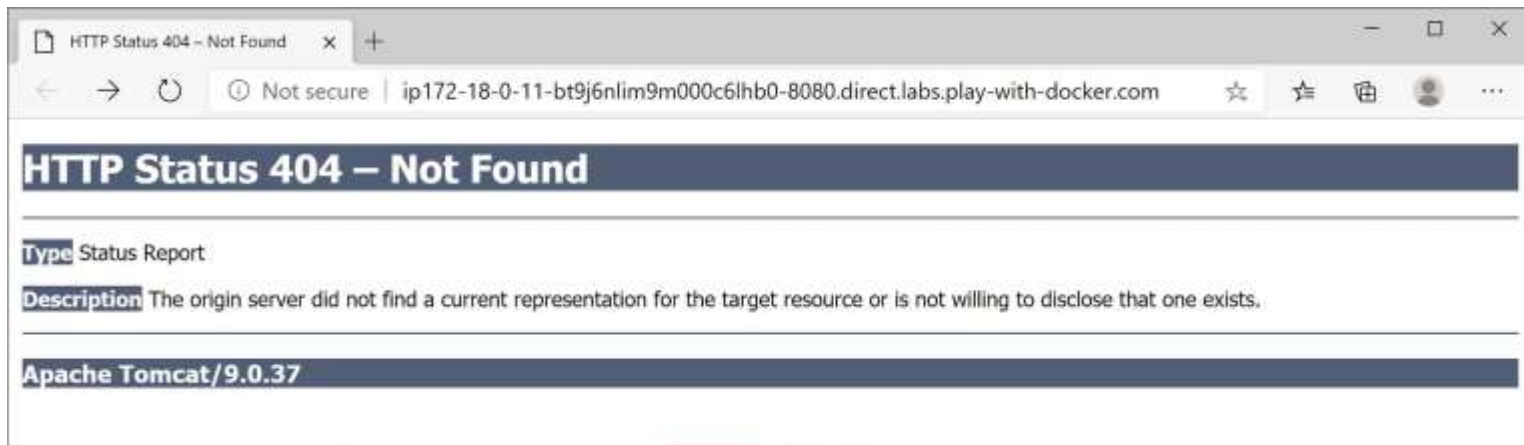 HTTP Status 404 – Not Found
Not secure | ip172-18-0-11-bt9j6nlim9m000c6lhb0-8080.direct.labs.play-with-docker.com
HTTP Status 404 – Not Found
Type Status Report
Description The origin server did not find a current representation for the target resource or is not willing to disclose that one exists.
Apache Tomcat/9.0.37